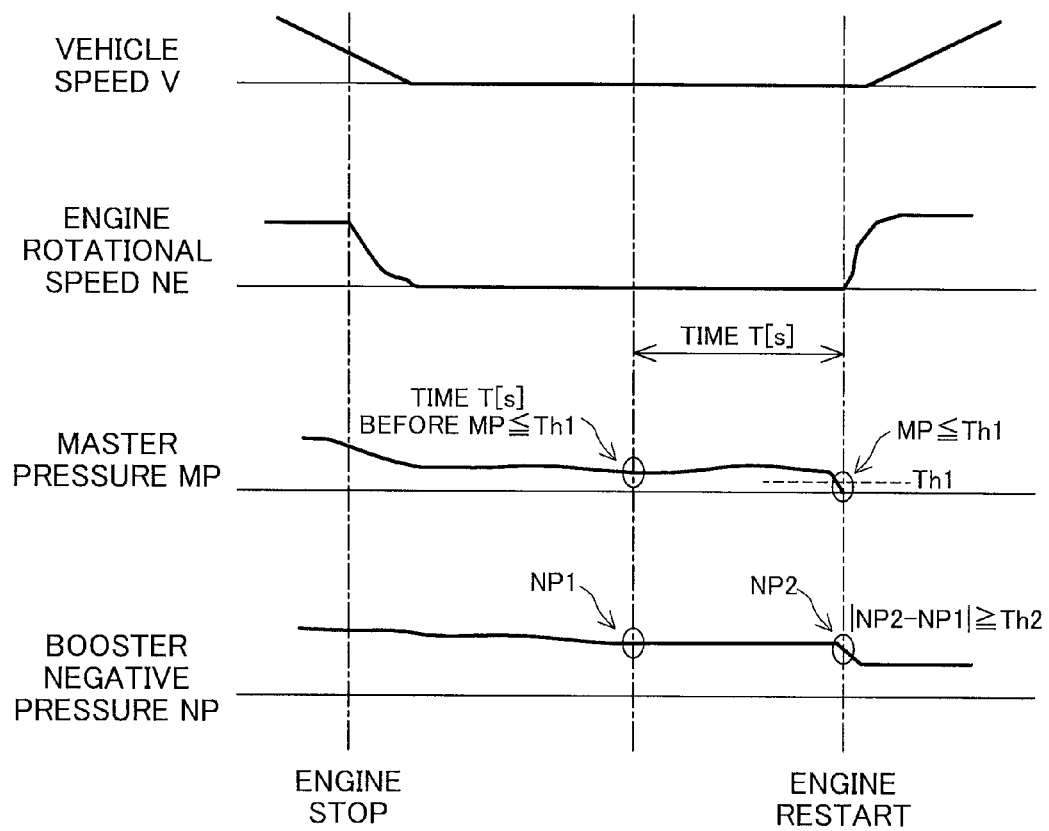 VEHICLE
SPEED V
ENGINE
ROTATIONAL
SPEED NE
TIME T[s]
TIME T[s]
BEFORE MP≦Th1
MP≦Th1
MASTER
PRESSURE MP
Th1
NP1
NP2
|NP2-NP1|≧Th2
BOOSTER
NEGATIVE
PRESSURE NP
ENGINE
STOP
ENGINE
RESTART